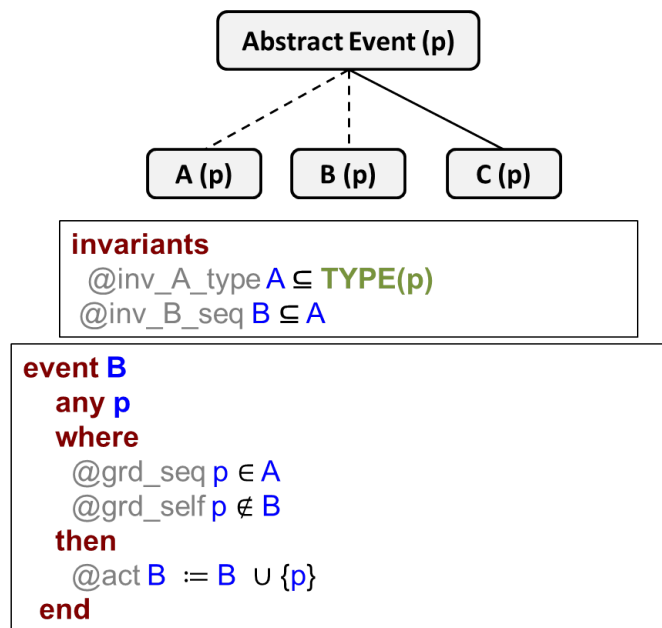 Abstract Event (p)
A (p) B (p) C (p)
invariants
@inv_A_type A ⊆ TYPE(p)
@inv_B_seq B ⊆ A
event B
any p
where
@grd_seq p ∈ A
@grd_self p ∉ B
then
@act B := B ∪ {p}
end